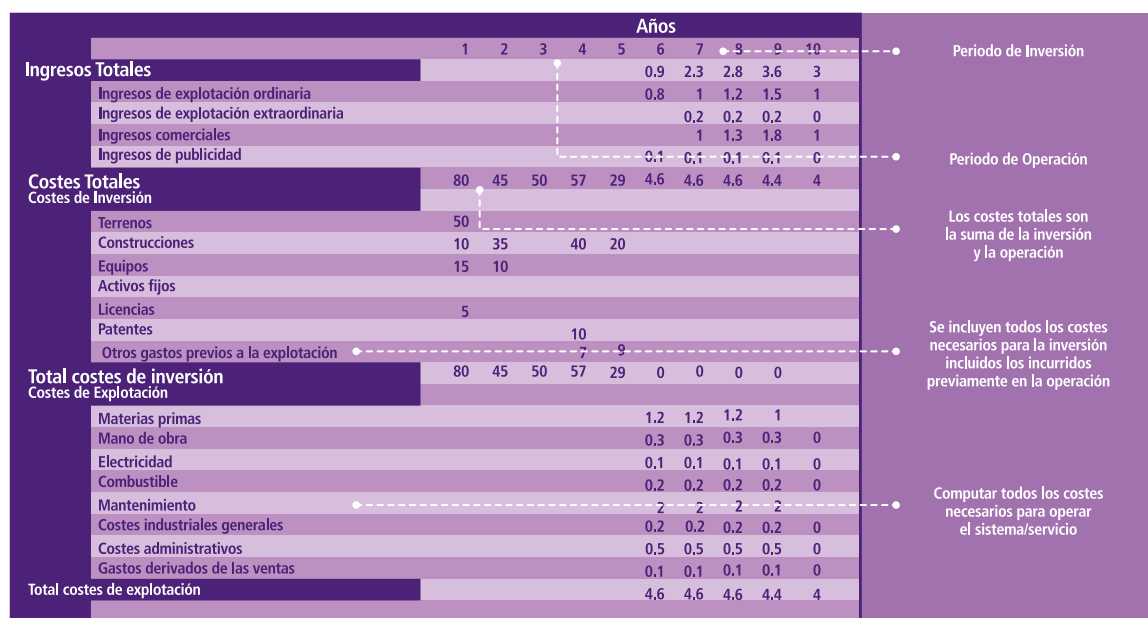 Años
1 2 3 4 5 6 7 8 9 10
Periodo de Inversión
Ingresos Totales 0.9 2.3 2.8 3.6 3
Ingresos de explotación ordinaria 0.8 1 1.2 1.5 1
Ingresos de explotación extraordinaria 0.2 0.2 0.2 0
Ingresos comerciales 1 1.3 1.8 1
Ingresos de publicidad 0.1 0.1 0.1 0.1 0
Periodo de Operación
Costes Totales 80 45 50 57 29 4.6 4.6 4.6 4.4 4
Costes de Inversión
Terrenos 50
Los costes totales son
la suma de la inversión
y la operación
Construcciones 10 35 40 20
Equipos 15 10
Activos fijos
Licencias 5
Patentes 10
Otros gastos previos a la explotación 7 9
Se incluyen todos los costes
necesarios para la inversión
incluidos los incurridos
previamente en la operación
Total costes de inversión 80 45 50 57 29 0 0 0 0
Costes de Explotación
Materias primas 1.2 1.2 1.2 1
Mano de obra 0.3 0.3 0.3 0.3 0
Electricidad 0.1 0.1 0.1 0.1 0
Combustible 0.2 0.2 0.2 0.2 0
Mantenimiento 2 2 2 2
Computar todos los costes
necesarios para operar
el sistema/servicio
Costes industriales generales 0.2 0.2 0.2 0.2 0
Costes administrativos 0.5 0.5 0.5 0.5 0
Gastos derivados de las ventas 0.1 0.1 0.1 0.1 0
Total costes de explotación 4.6 4.6 4.6 4.4 4